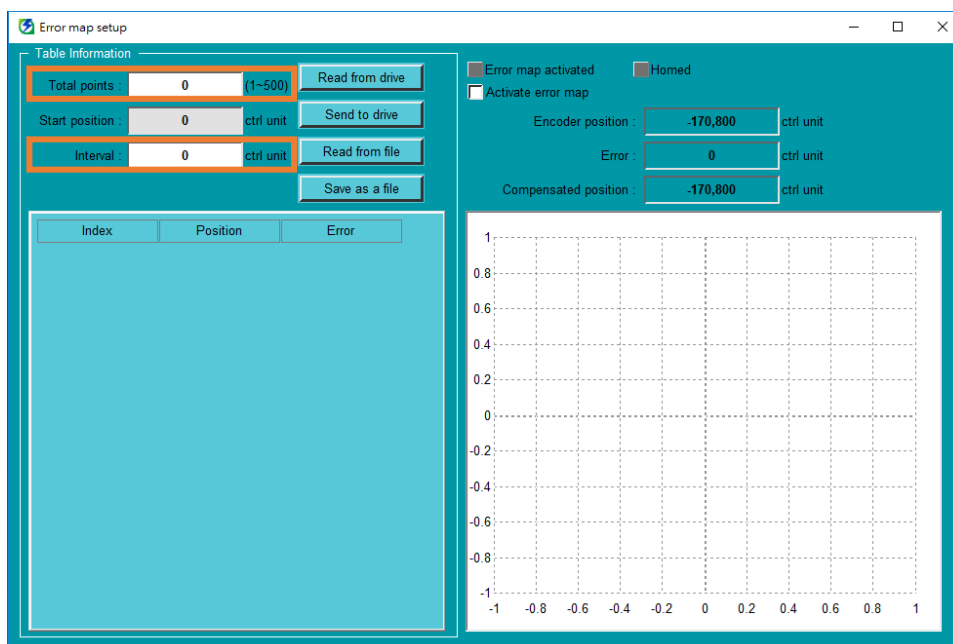 Error map setup
Table Information
Total points : 0 (1~500) Read from drive
Start position : 0 ctrl unit Send to drive
Interval : 0 ctrl unit Read from file
Save as a file
Index Position Error
Error map activated Homed
Activate error map
Encoder position : -170,800 ctrl unit
Error : 0 ctrl unit
Compensated position : -170,800 ctrl unit
1
0.8
0.6
0.4
0.2
0
-0.2
-0.4
-0.6
-0.8
-1
-1 -0.8 -0.6 -0.4 -0.2 0 0.2 0.4 0.6 0.8 1